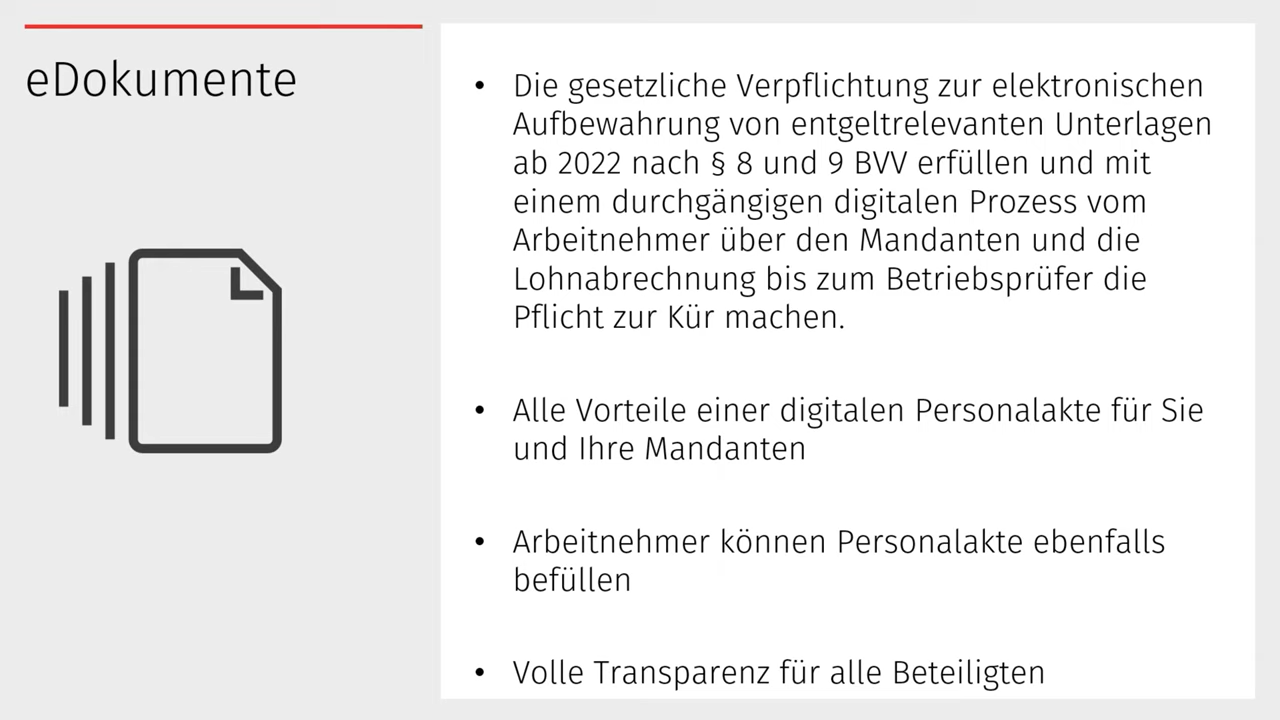 eDokumente
• Die gesetzliche Verpflichtung zur elektronischen
Aufbewahrung von entgeltrelevanten Unterlagen
ab 2022 nach § 8 und 9 BVV erfüllen und mit
einem durchgängigen digitalen Prozess vom
Arbeitnehmer über den Mandanten und die
Lohnabrechnung bis zum Betriebsprüfer die
Pflicht zur Kür machen.
• Alle Vorteile einer digitalen Personalakte für Sie
und Ihre Mandanten
• Arbeitnehmer können Personalakte ebenfalls
befüllen
• Volle Transparenz für alle Beteiligten